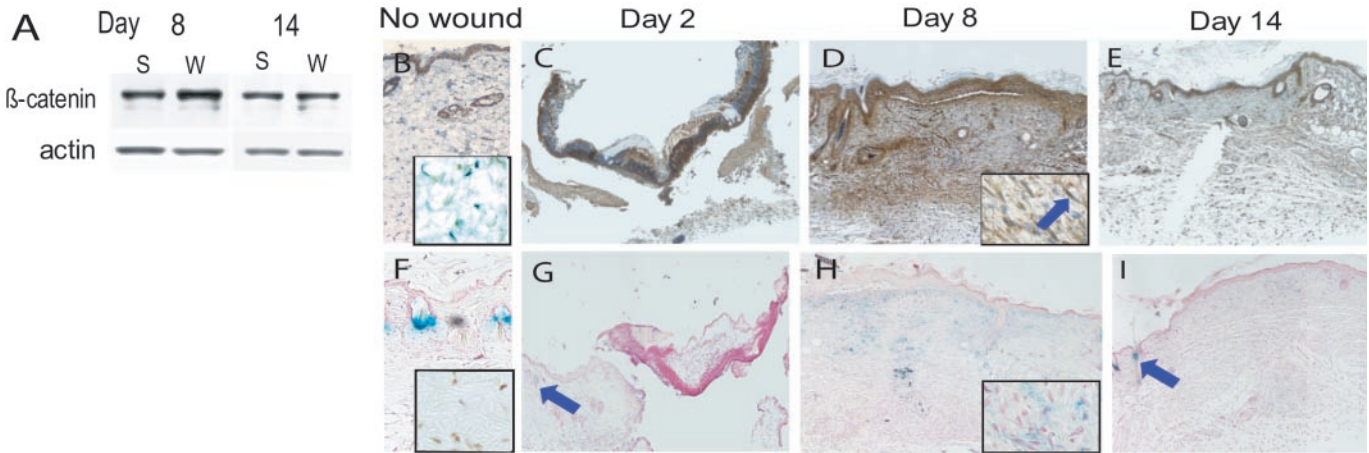 A Day 8 14
S W S W
ß-catenin
actin
No wound Day 2 Day 8 Day 14
B C D E
F G H I